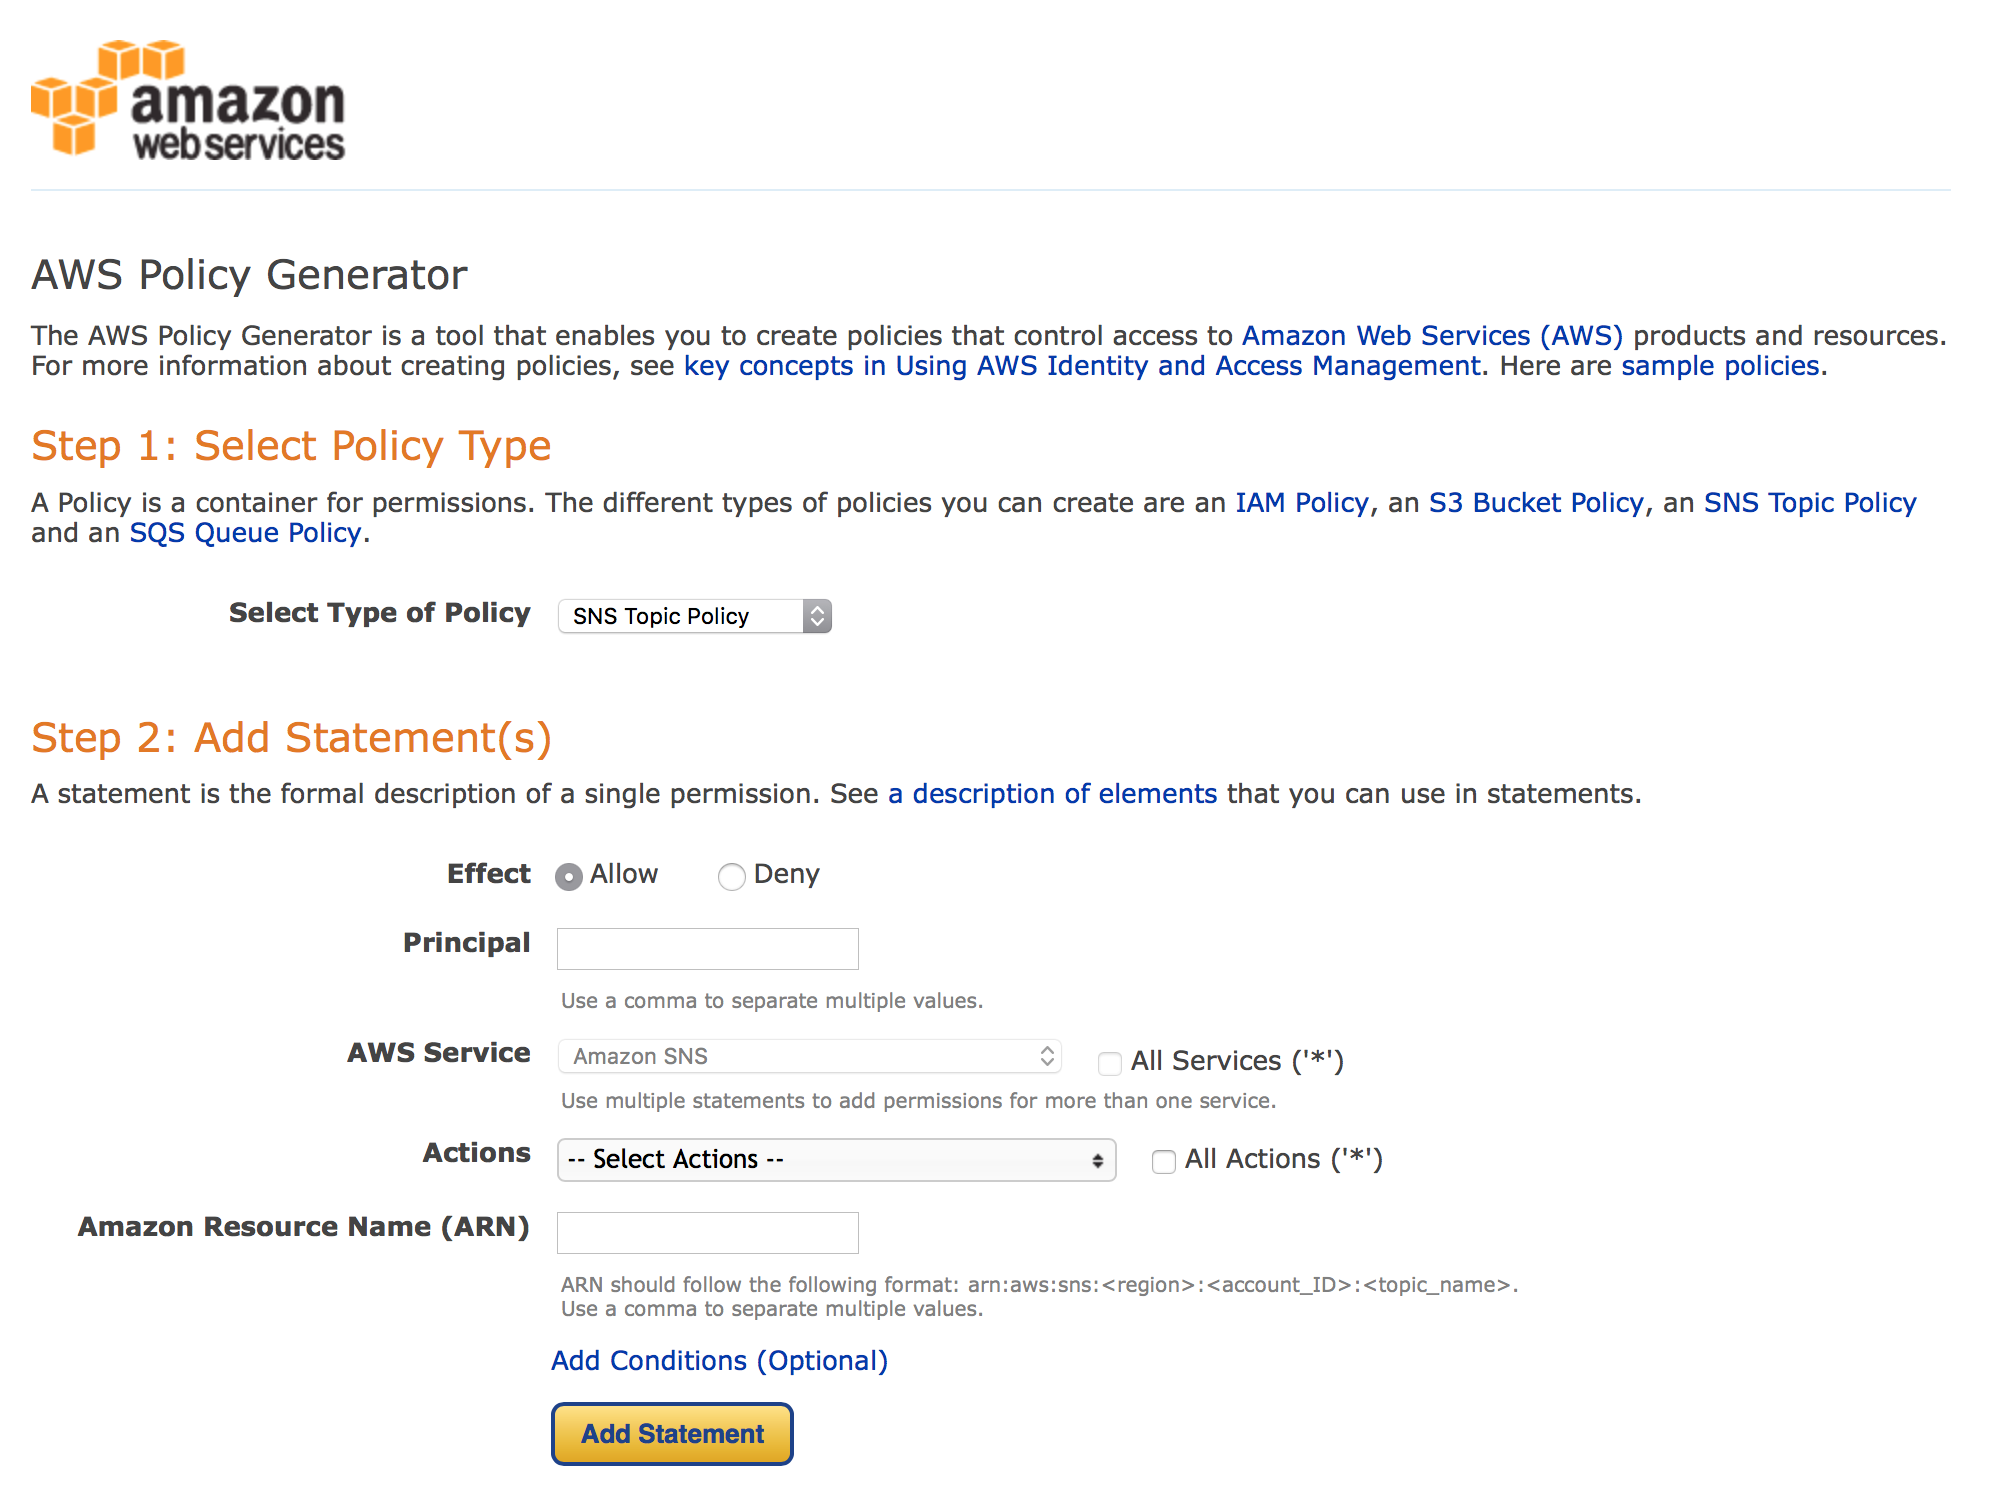 amazon
webservices
AWS Policy Generator
The AWS Policy Generator is a tool that enables you to create policies that control access to Amazon Web Services (AWS) products and resources.
For more information about creating policies, see key concepts in Using AWS Identity and Access Management. Here are sample policies.
Step 1: Select Policy Type
A Policy is a container for permissions. The different types of policies you can create are an IAM Policy, an S3 Bucket Policy, an SNS Topic Policy
and an SQS Queue Policy.
Select Type of Policy SNS Topic Policy
Step 2: Add Statement(s)
A statement is the formal description of a single permission. See a description of elements that you can use in statements.
Effect Allow Deny
Principal
Use a comma to separate multiple values.
AWS Service Amazon SNS All Services ('*')
Use multiple statements to add permissions for more than one service.
Actions -- Select Actions -- All Actions ('*')
Amazon Resource Name (ARN)
ARN should follow the following format: arn:aws:sns:<region>:<account_ID>:<topic_name>.
Use a comma to separate multiple values.
Add Conditions (Optional)
Add Statement